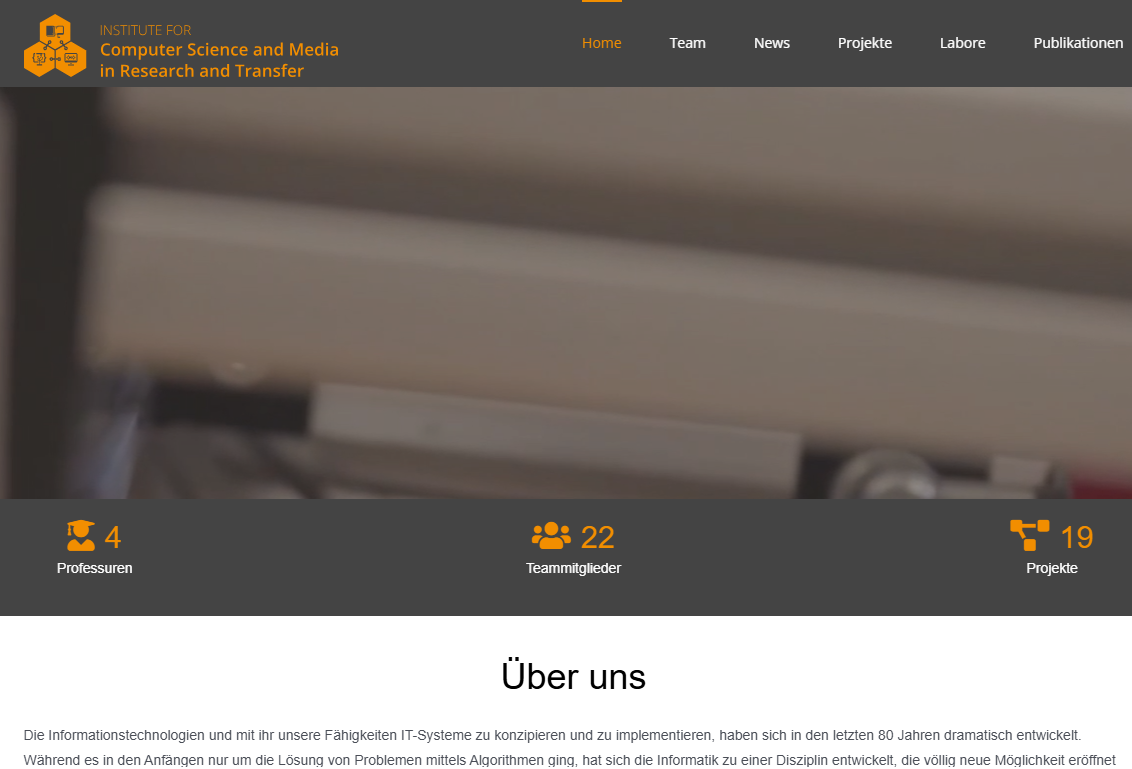 INSTITUTE FOR
Computer Science and Media
in Research and Transfer
Home Team News Projekte Labore Publikationen
4 22 19
Professuren Teammitglieder Projekte
Über uns
Die Informationstechnologien und mit ihr unsere Fähigkeiten IT-Systeme zu konzipieren und zu implementieren, haben sich in den letzten 80 Jahren dramatisch entwickelt.
Während es in den Anfängen nur um die Lösung von Problemen mittels Algorithmen ging, hat sich die Informatik zu einer Disziplin entwickelt, die völlig neue Möglichkeit eröffnet